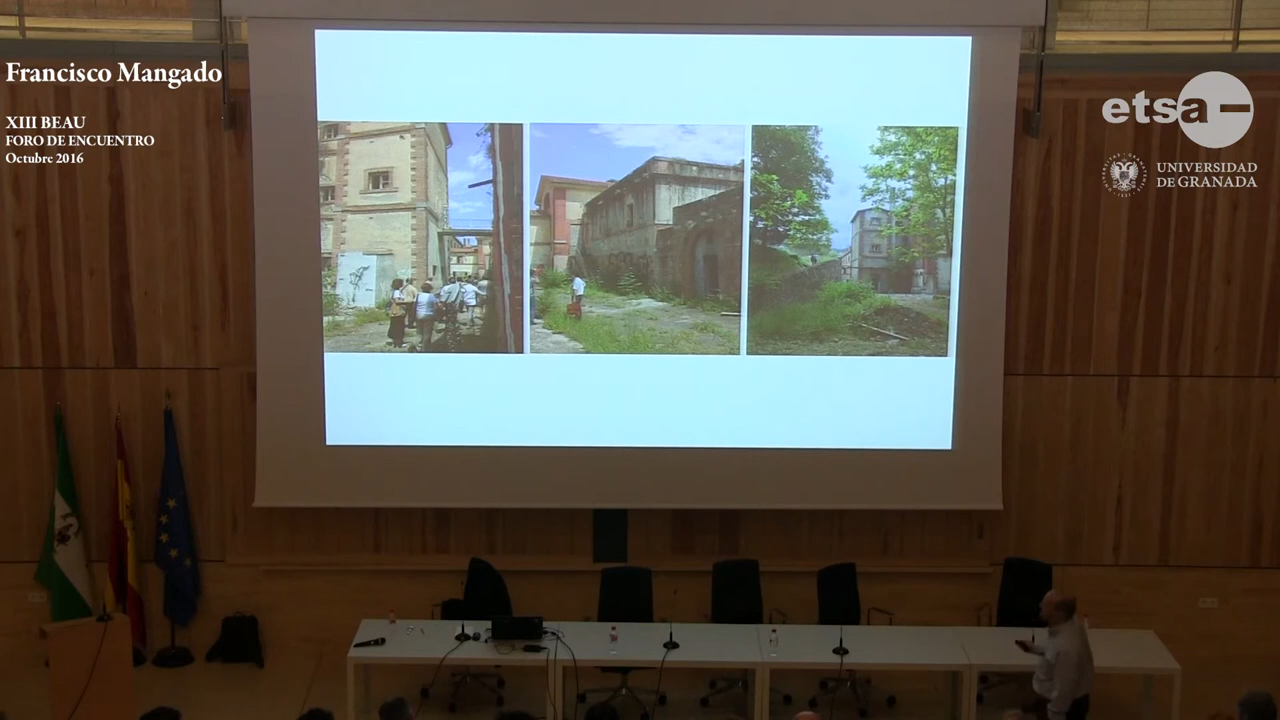 Francisco Mangado
XIII BEAU
FORO DE ENCUENTRO
Octubre 2016
etsa
UNIVERSIDAD
DE GRANADA